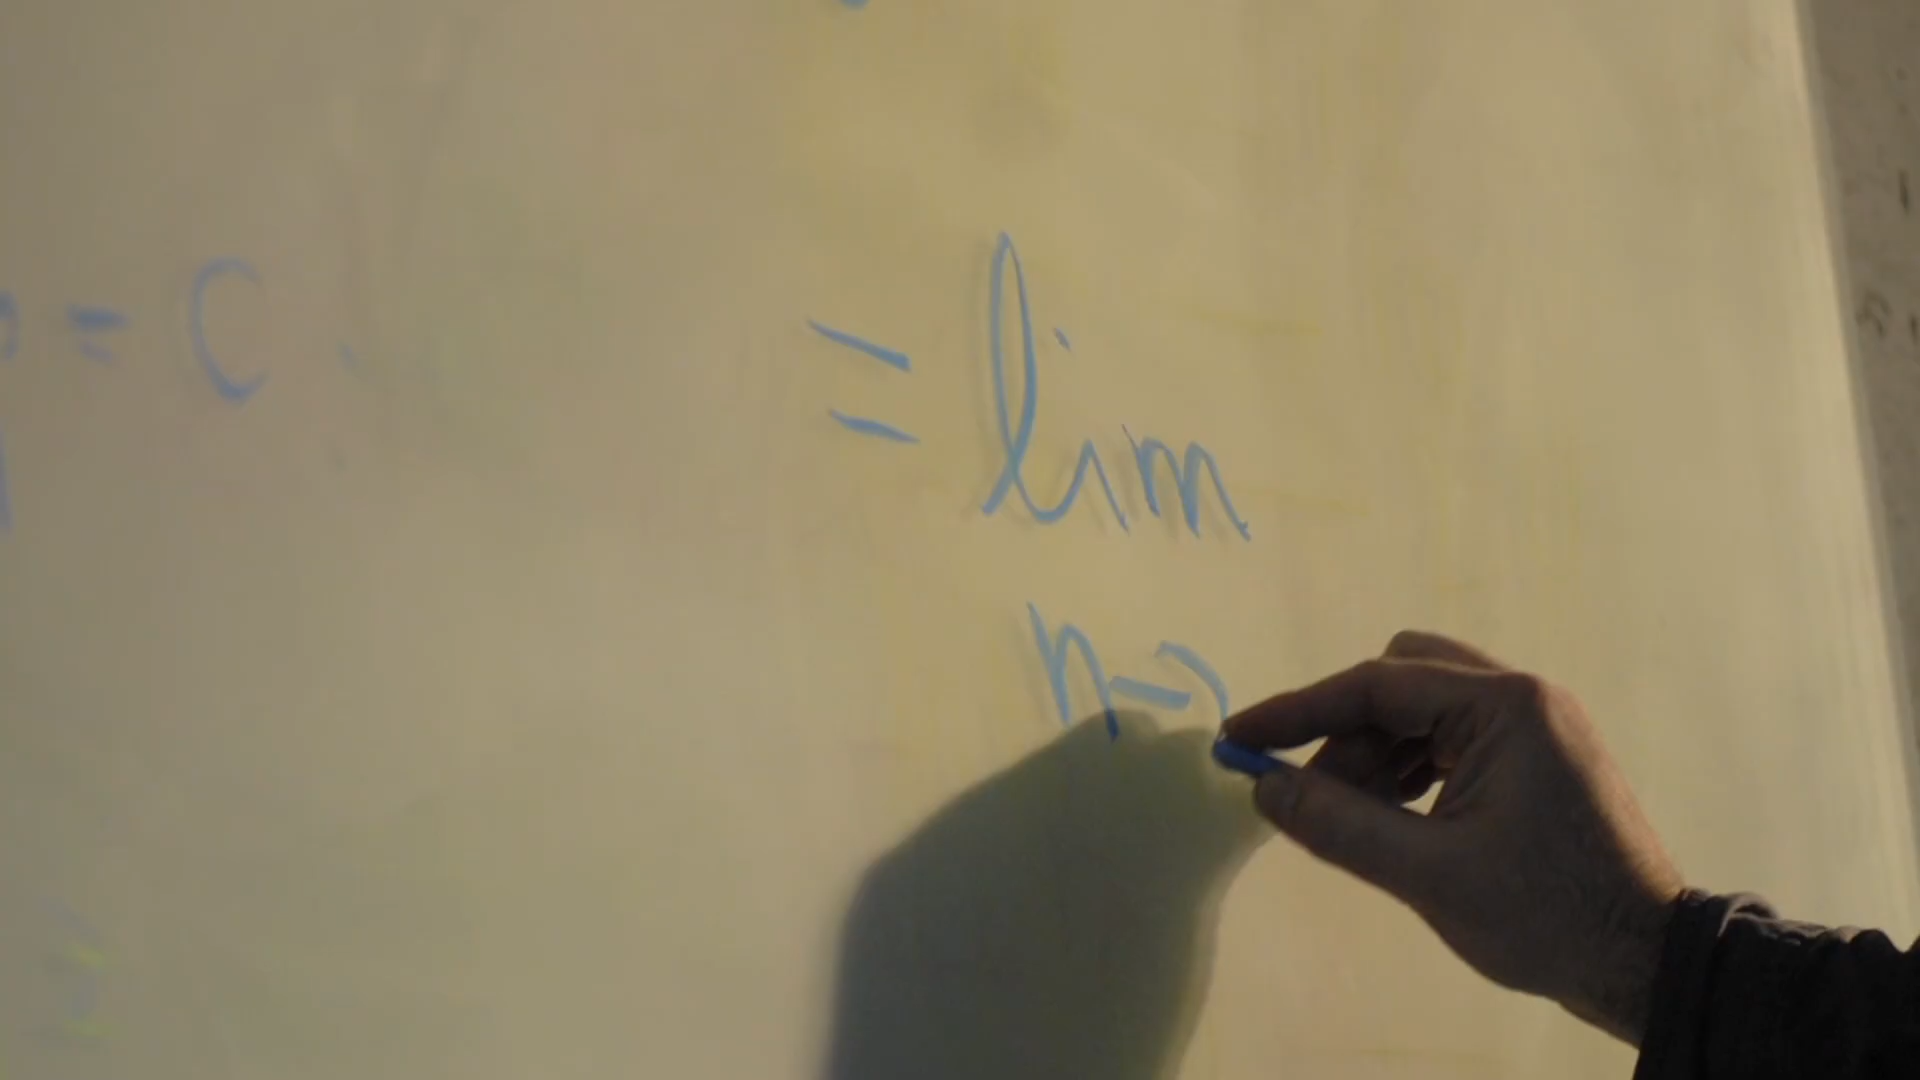 = C
= lim
n→